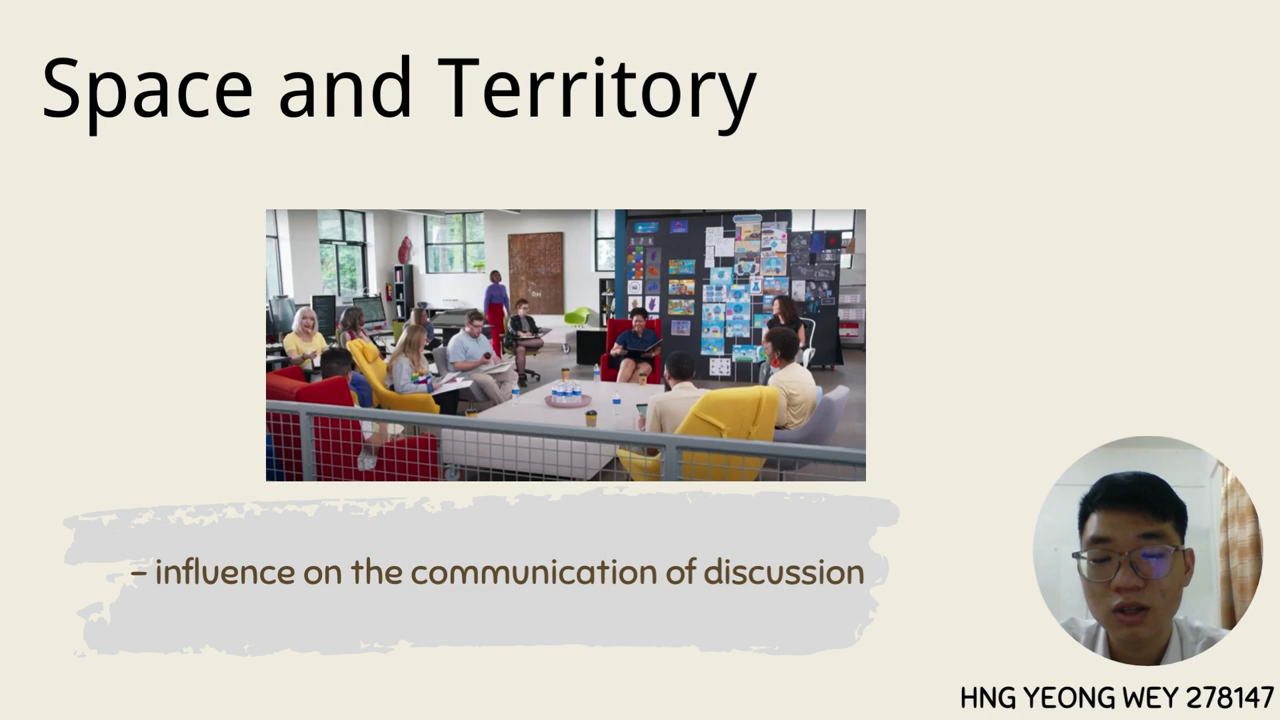 Space and Territory
– influence on the communication of discussion
HNG YEONG WEY 278147